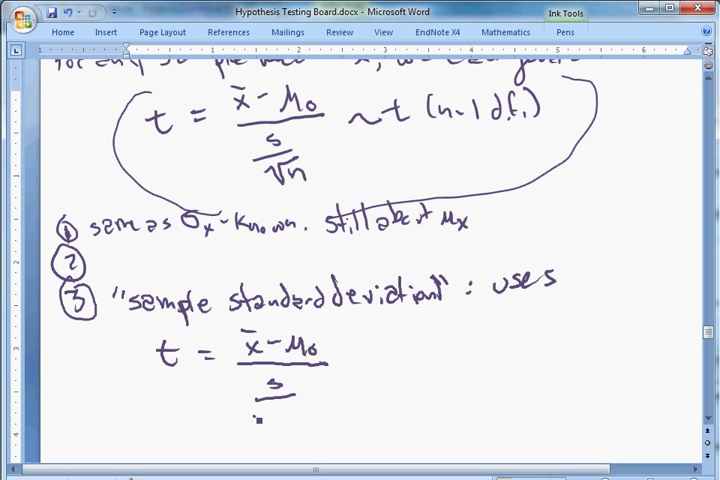 Hypothesis Testing Board.docx - Microsoft Word
Ink Tools
Home Insert Page Layout References Mailings Review View EndNote X4 Mathematics Pens
t = x̄ - μ₀ / s/√n ~ t (n-1 d.f.)
① same as σₓ-known. still about μₓ
②
③ "sample standard deviation" : uses
t = x̄ - μ₀ / s